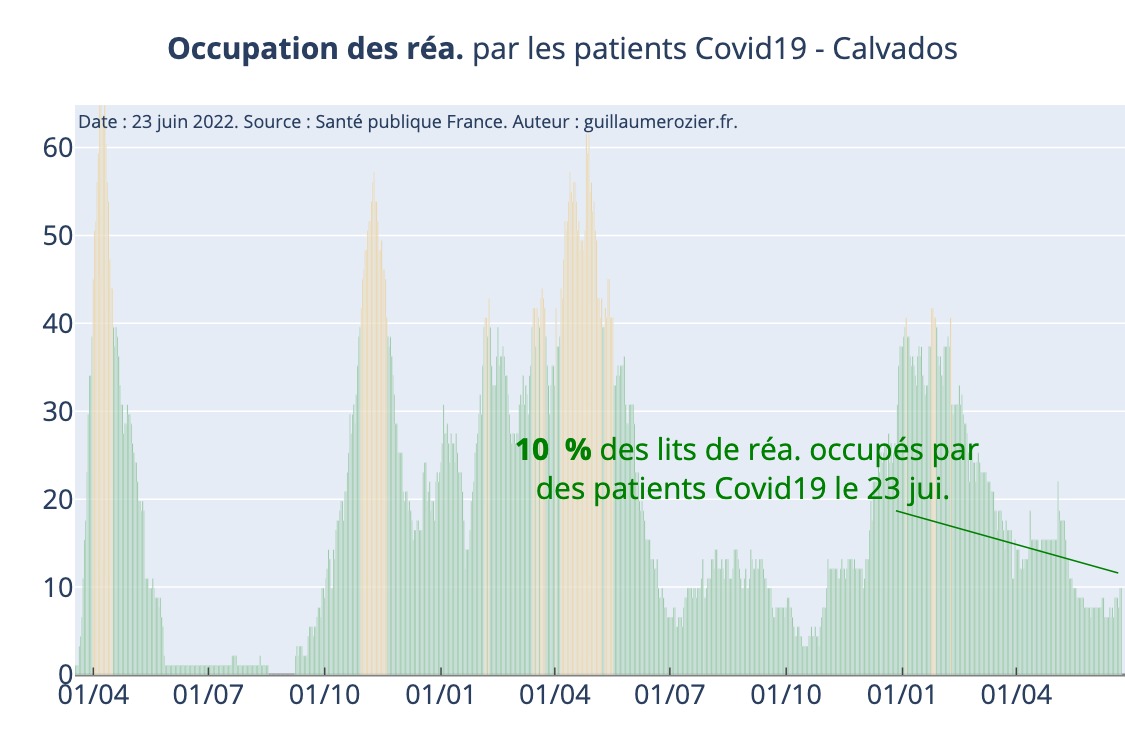 Occupation des réa. par les patients Covid19 - Calvados
Date : 23 juin 2022. Source : Santé publique France. Auteur : guillaumerozier.fr.
60
50
40
30
10 % des lits de réa. occupés par
des patients Covid19 le 23 jui.
20
10
0
01/04 01/07 01/10 01/01 01/04 01/07 01/10 01/01 01/04